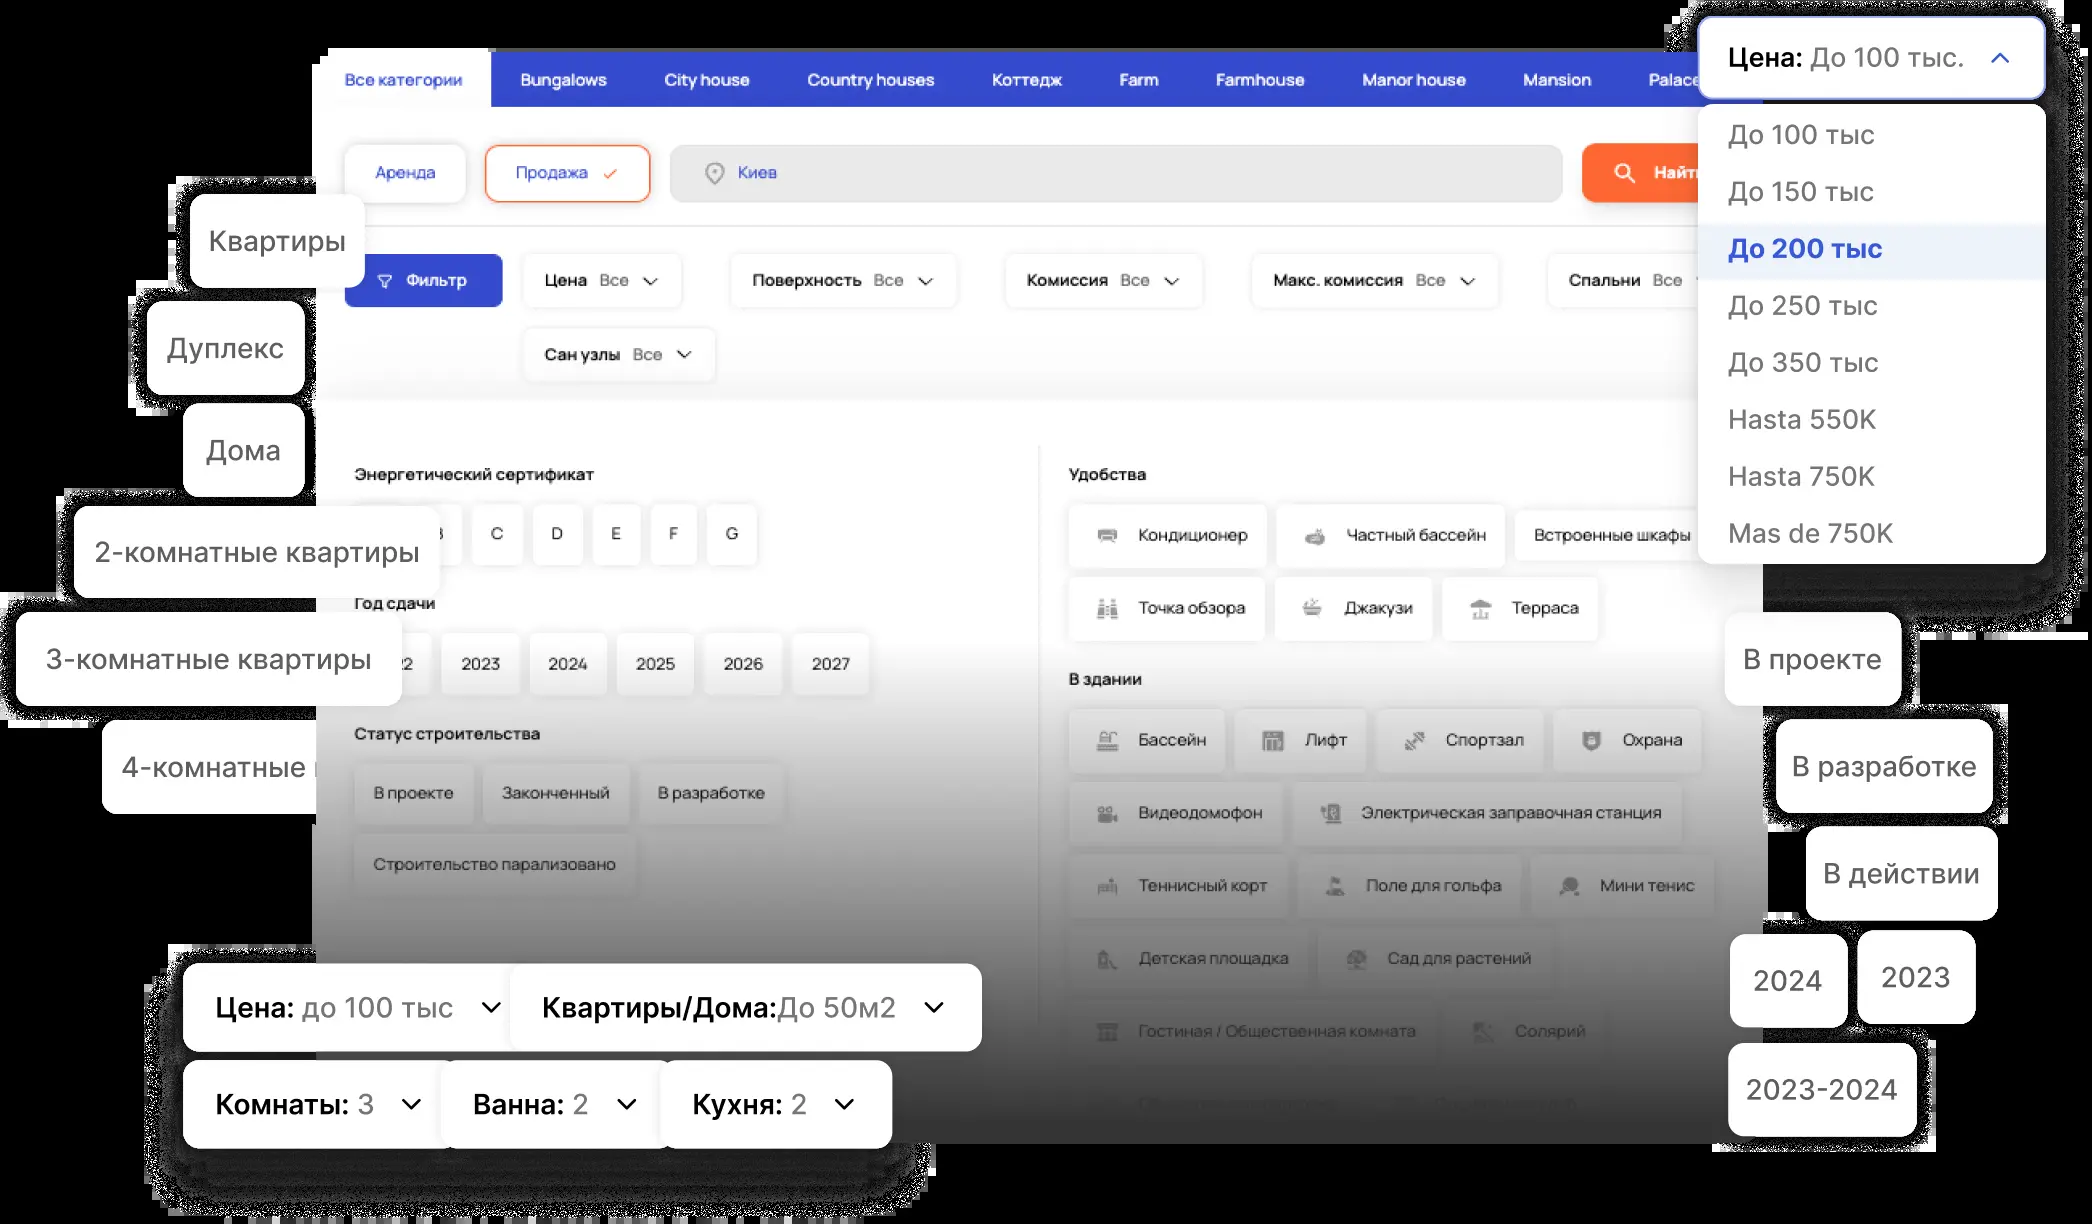 Все категории Bungalows City house Country houses Коттедж Farm Farmhouse Manor house Mansion Palace
Цена: До 100 тыс.
До 100 тыс
До 150 тыс
До 200 тыс
До 250 тыс
До 350 тыс
Hasta 550K
Hasta 750K
Mas de 750K
Аренда Продажа Киев Найти
Квартиры
Дуплекс
Дома
2-комнатные квартиры
3-комнатные квартиры
4-комнатные
Фильтр Цена Все Поверхность Все Комиссия Все Макс. комиссия Все Спальни Все
Сан узлы Все
Энергетический сертификат
C D E F G
Год сдачи
2023 2024 2025 2026 2027
Статус строительства
В проекте Законченный В разработке
Строительство парализовано
Удобства
Кондиционер Частный бассейн Встроенные шкафы
Точка обзора Джакузи Терраса
В здании
Бассейн Лифт Спортзал Охрана
Видеодомофон Электрическая заправочная станция
Теннисный корт Поле для гольфа Мини тенис
Детская площадка Сад для растений
Гостиная / Общественная комната Солярий
В проекте
В разработке
В действии
2024 2023
2023-2024
Цена: до 100 тыс Квартиры/Дома:До 50м2
Комнаты: 3 Ванна: 2 Кухня: 2